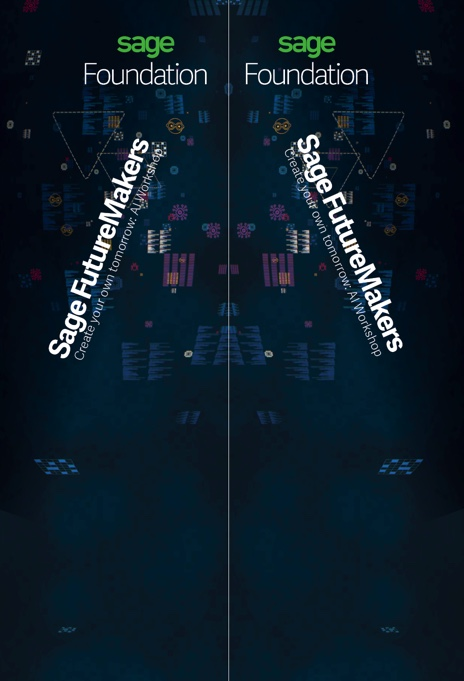 sage
Foundation
Sage FutureMakers
Create your own tomorrow: AI Workshop
sage
Foundation
Sage FutureMakers
Create your own tomorrow: AI Workshop